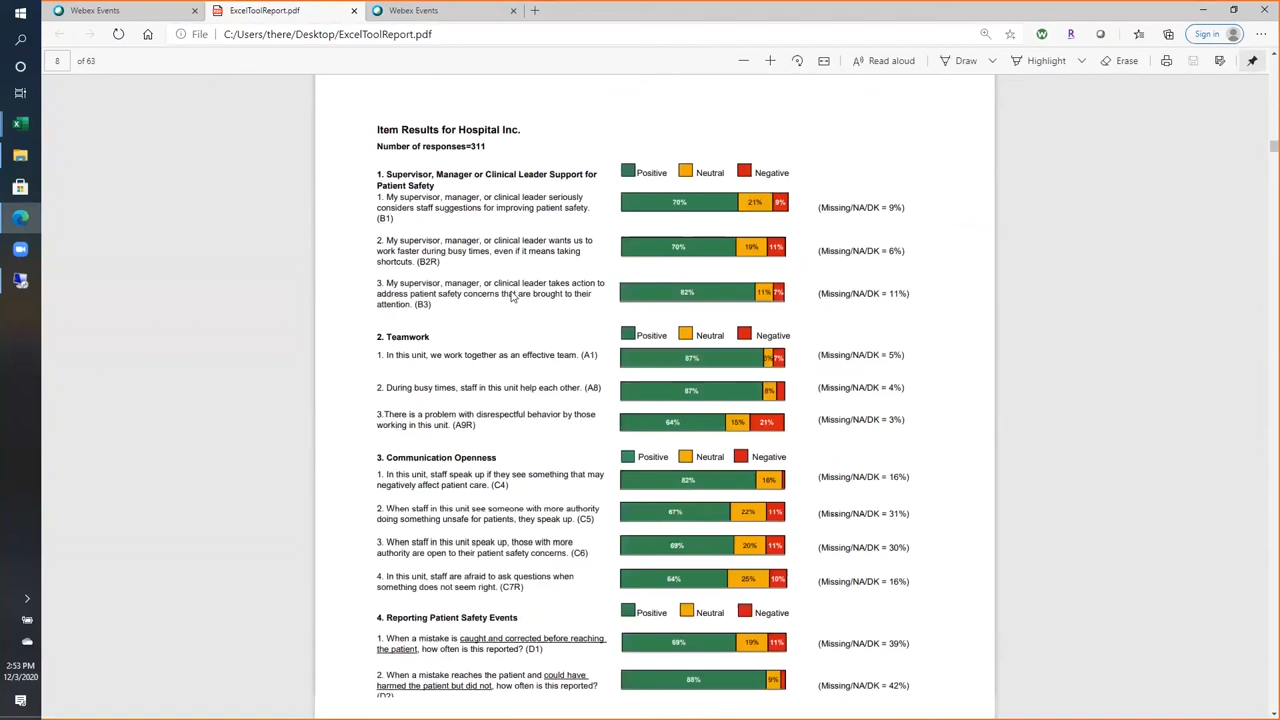 Webex Events
ExcelToolReport.pdf
Webex Events
File
C:/Users/there/Desktop/ExcelToolReport.pdf
Sign in
8 of 63
Read aloud
Draw
Highlight
Erase
Item Results for Hospital Inc.
Number of responses=311
1. Supervisor, Manager or Clinical Leader Support for
Patient Safety
Positive Neutral Negative
1. My supervisor, manager, or clinical leader seriously
considers staff suggestions for improving patient safety.
(B1)
70% 21% 9%
(Missing/NA/DK = 9%)
2. My supervisor, manager, or clinical leader wants us to
work faster during busy times, even if it means taking
shortcuts. (B2R)
70% 19% 11%
(Missing/NA/DK = 6%)
3. My supervisor, manager, or clinical leader takes action to
address patient safety concerns that are brought to their
attention. (B3)
82% 11% 7%
(Missing/NA/DK = 11%)
2. Teamwork
Positive Neutral Negative
1. In this unit, we work together as an effective team. (A1)
87% 7%
(Missing/NA/DK = 5%)
2. During busy times, staff in this unit help each other. (A8)
87% 8%
(Missing/NA/DK = 4%)
3.There is a problem with disrespectful behavior by those
working in this unit. (A9R)
64% 15% 21%
(Missing/NA/DK = 3%)
3. Communication Openness
Positive Neutral Negative
1. In this unit, staff speak up if they see something that may
negatively affect patient care. (C4)
82% 16%
(Missing/NA/DK = 16%)
2. When staff in this unit see someone with more authority
doing something unsafe for patients, they speak up. (C5)
67% 22% 11%
(Missing/NA/DK = 31%)
3. When staff in this unit speak up, those with more
authority are open to their patient safety concerns. (C6)
69% 20% 11%
(Missing/NA/DK = 30%)
4. In this unit, staff are afraid to ask questions when
something does not seem right. (C7R)
64% 25% 10%
(Missing/NA/DK = 16%)
4. Reporting Patient Safety Events
Positive Neutral Negative
1. When a mistake is caught and corrected before reaching
the patient, how often is this reported? (D1)
69% 19% 11%
(Missing/NA/DK = 39%)
2. When a mistake reaches the patient and could have
harmed the patient but did not, how often is this reported?
(D2)
88% 9%
(Missing/NA/DK = 42%)
2:53 PM
12/3/2020